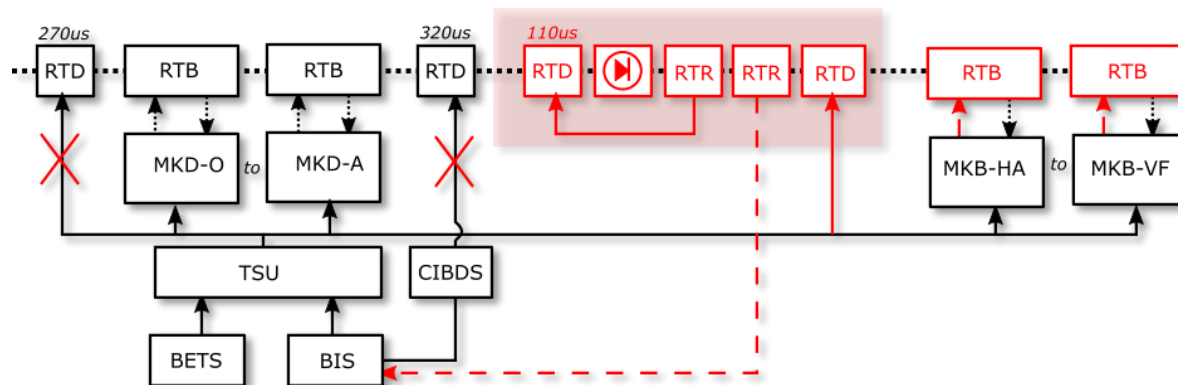 270us
320us
110us
RTD
RTB
RTB
RTD
RTD
RTR
RTR
RTD
RTB
RTB
MKD-O
to
MKD-A
MKB-HA
to
MKB-VF
TSU
CIBDS
BETS
BIS